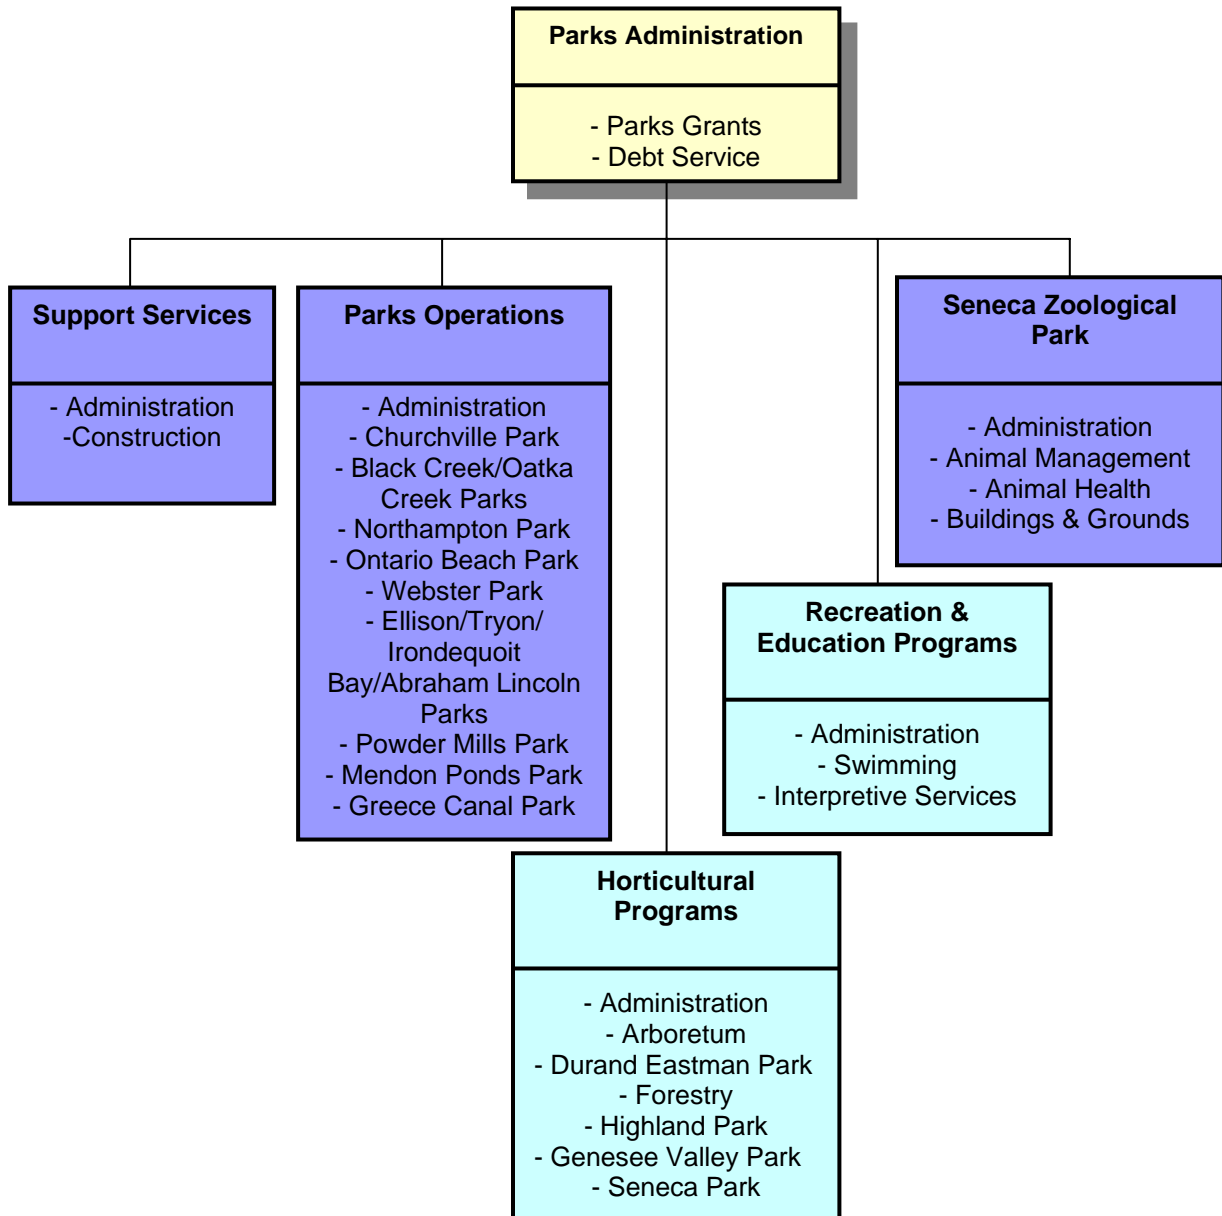 Parks Administration
- Parks Grants
- Debt Service
Support Services
- Administration
-Construction
Parks Operations
- Administration
- Churchville Park
- Black Creek/Oatka
Creek Parks
- Northampton Park
- Ontario Beach Park
- Webster Park
- Ellison/Tryon/
Irondequoit
Bay/Abraham Lincoln
Parks
- Powder Mills Park
- Mendon Ponds Park
- Greece Canal Park
Seneca Zoological
Park
- Administration
- Animal Management
- Animal Health
- Buildings & Grounds
Recreation &
Education Programs
- Administration
- Swimming
- Interpretive Services
Horticultural
Programs
- Administration
- Arboretum
- Durand Eastman Park
- Forestry
- Highland Park
- Genesee Valley Park
- Seneca Park